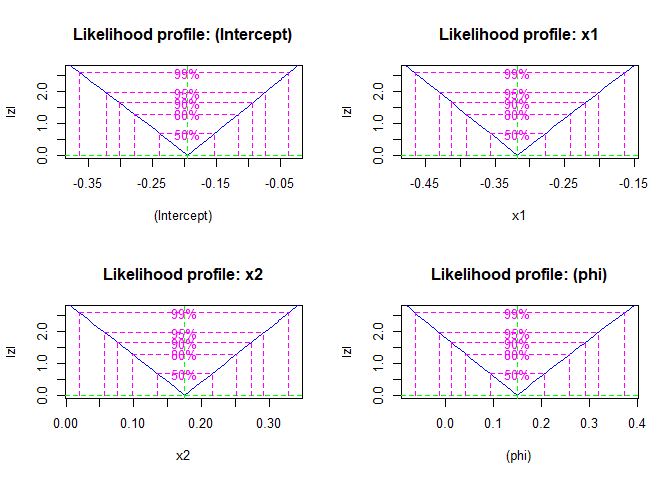 Likelihood profile: (Intercept)
|z|
0.0 1.0 2.0
99%
95%
90%
80%
50%
-0.35 -0.25 -0.15 -0.05
(Intercept)
Likelihood profile: x1
|z|
0.0 1.0 2.0
99%
95%
90%
80%
50%
-0.45 -0.35 -0.25 -0.15
x1
Likelihood profile: x2
|z|
0.0 1.0 2.0
99%
95%
90%
80%
50%
0.00 0.10 0.20 0.30
x2
Likelihood profile: (phi)
|z|
0.0 1.0 2.0
99%
95%
90%
80%
50%
0.0 0.1 0.2 0.3 0.4
(phi)